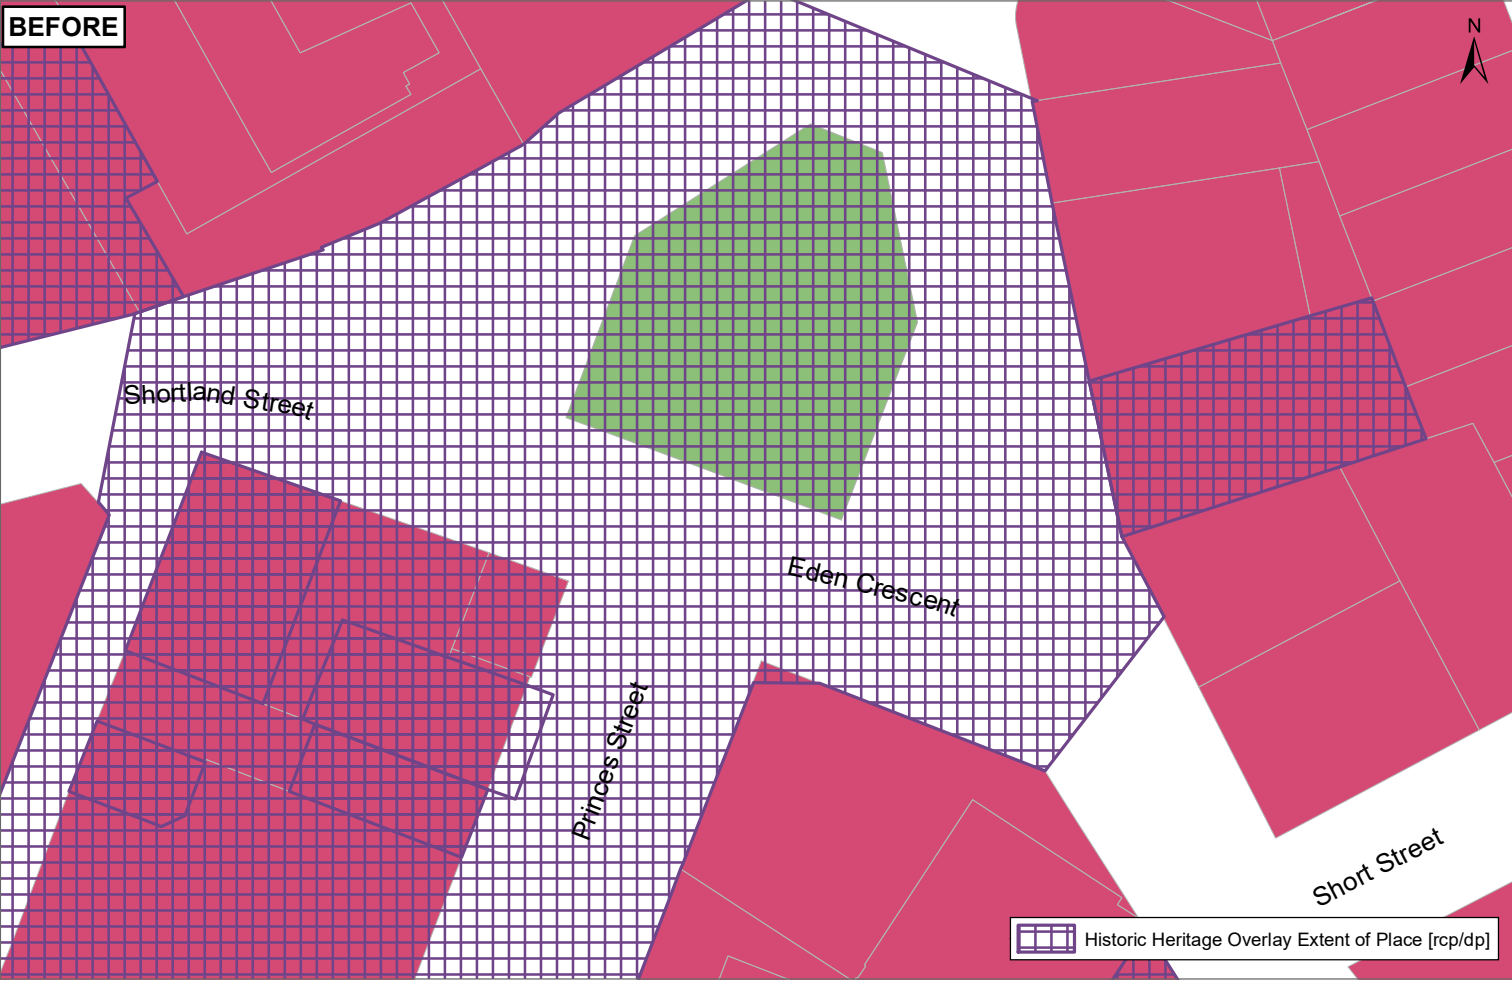 BEFORE
N
Shortland Street
Eden Crescent
Princes Street
Short Street
Historic Heritage Overlay Extent of Place [rcp/dp]